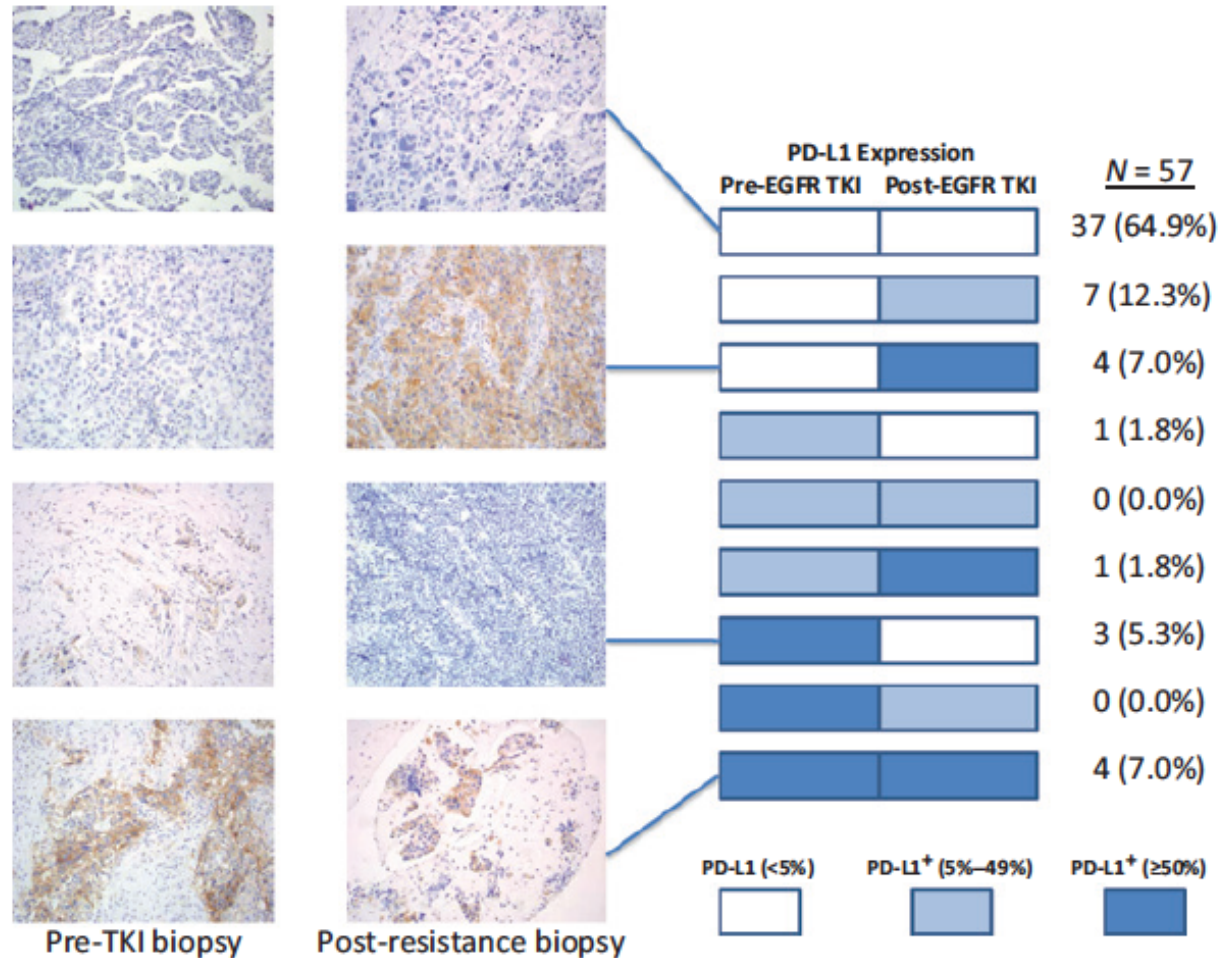 PD-L1 Expression
Pre-EGFR TKI Post-EGFR TKI
N = 57
37 (64.9%)
7 (12.3%)
4 (7.0%)
1 (1.8%)
0 (0.0%)
1 (1.8%)
3 (5.3%)
0 (0.0%)
4 (7.0%)
PD-L1 (<5%) PD-L1⁺ (5%–49%) PD-L1⁺ (≥50%)
Pre-TKI biopsy Post-resistance biopsy